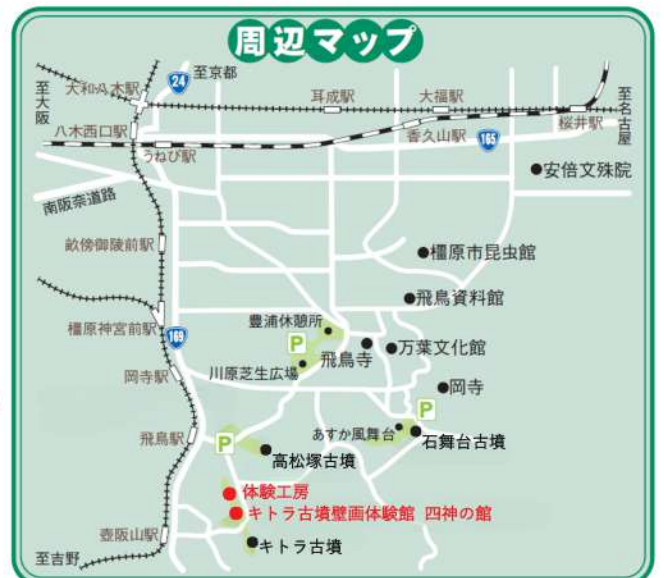 周辺マップ
24
至京都
大和八木駅
至大阪
耳成駅
大福駅
至名古屋
八木西口駅
香久山駅
165
桜井駅
うねび駅
安倍文殊院
南阪奈道路
畝傍御陵前駅
橿原市昆虫館
飛鳥資料館
豊浦休憩所
橿原神宮前駅
169
P
飛鳥寺
万葉文化館
川原芝生広場
岡寺駅
岡寺
P
飛鳥駅
あすか風舞台
石舞台古墳
P
高松塚古墳
体験工房
キトラ古墳壁画体験館 四神の館
壺阪山駅
キトラ古墳
至吉野